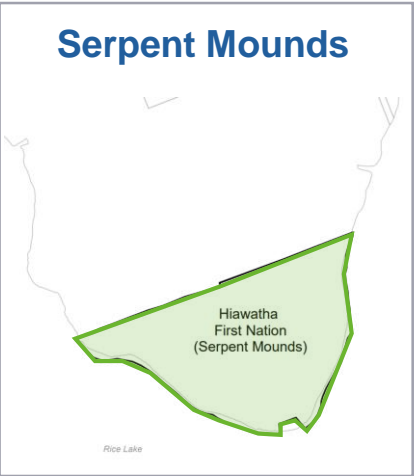 Serpent Mounds
Hiawatha
First Nation
(Serpent Mounds)
Rice Lake